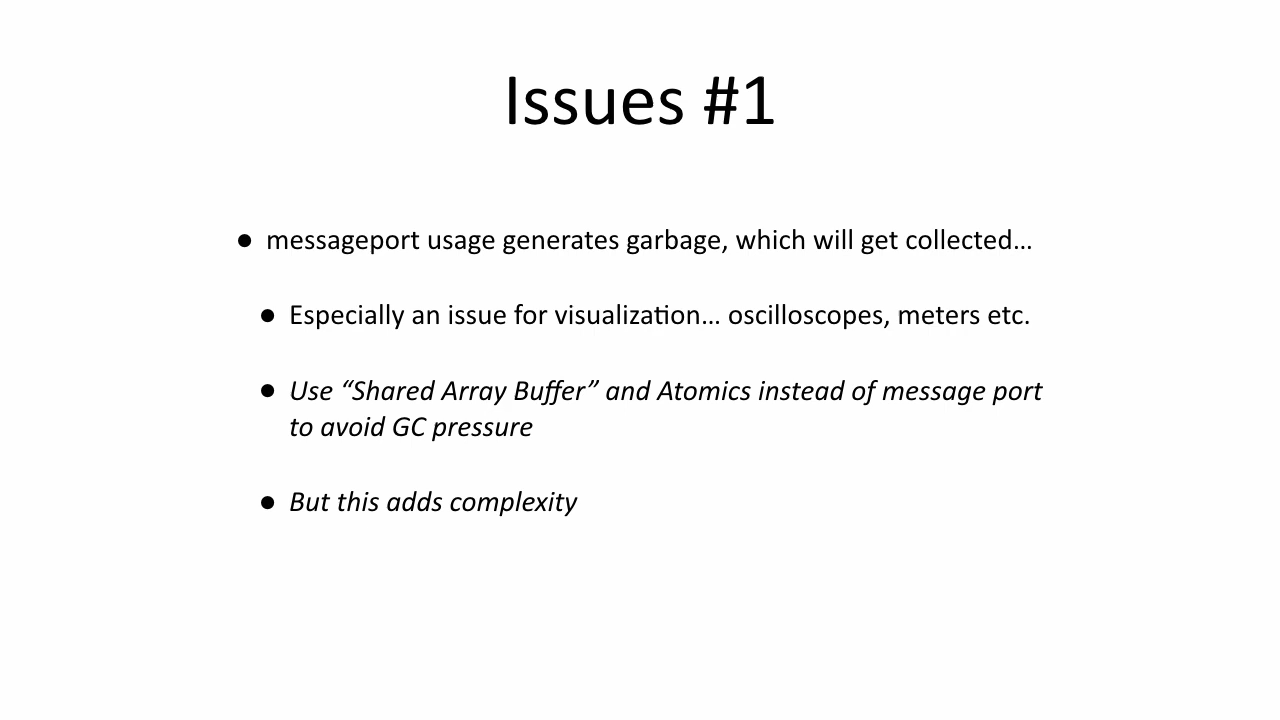 Issues #1
● messageport usage generates garbage, which will get collected…
● Especially an issue for visualization… oscilloscopes, meters etc.
● Use “Shared Array Buffer” and Atomics instead of message port
to avoid GC pressure
● But this adds complexity